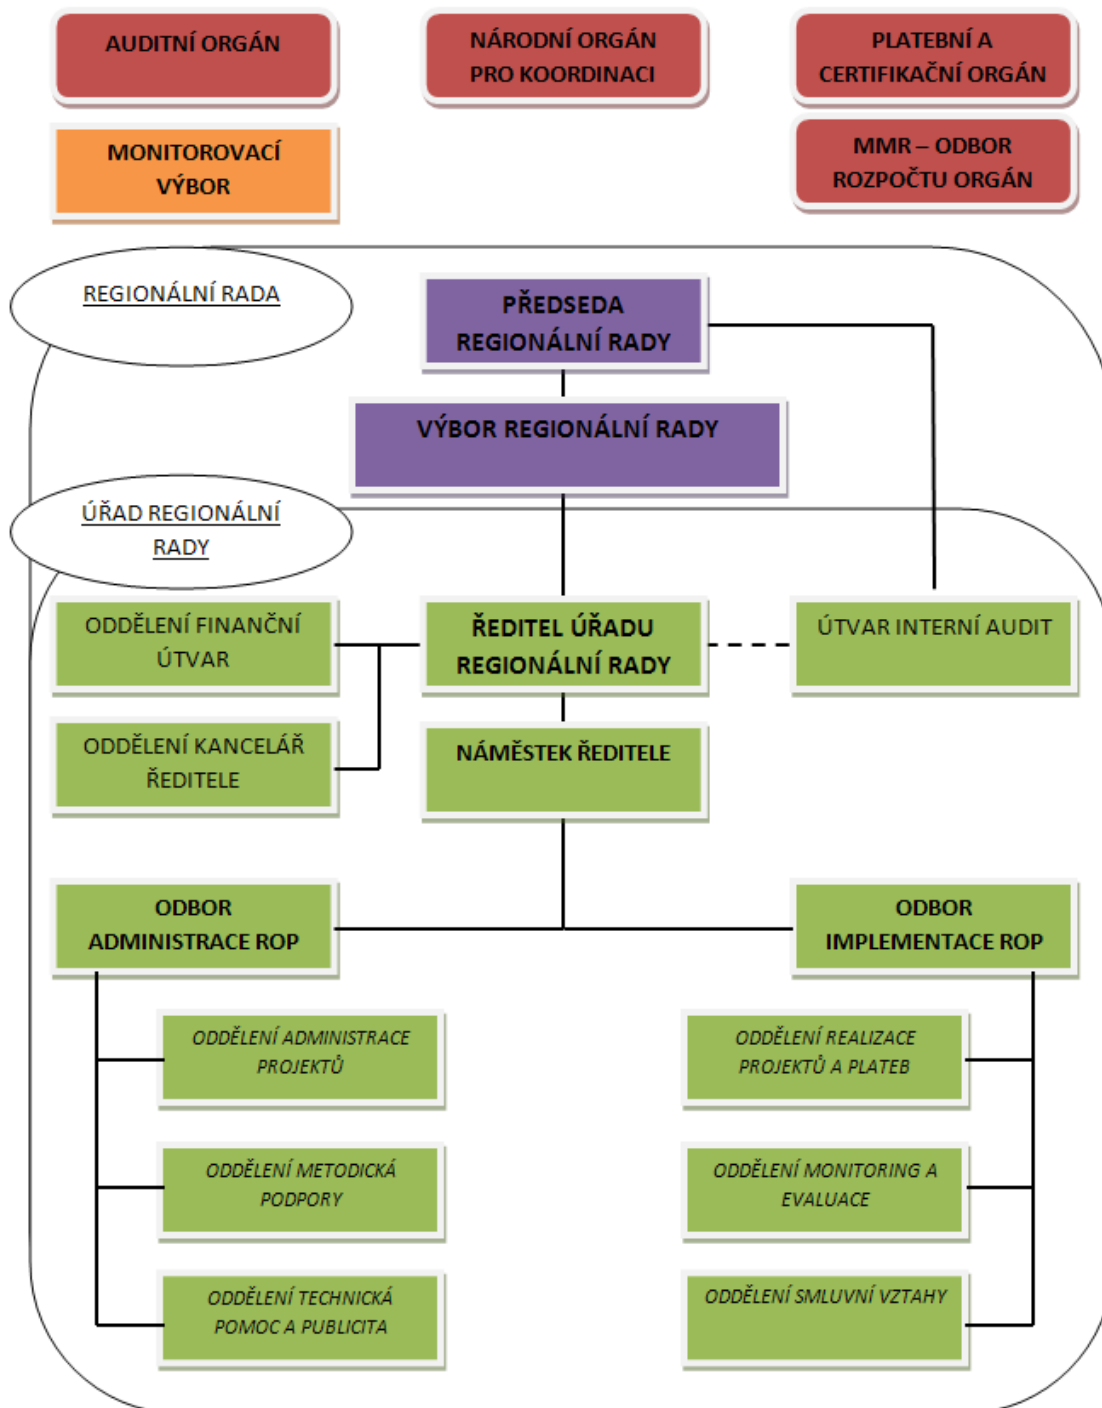 AUDITNÍ ORGÁN
NÁRODNÍ ORGÁN
PRO KOORDINACI
PLATEBNÍ A
CERTIFIKAČNÍ ORGÁN
MONITOROVACÍ
VÝBOR
MMR – ODBOR
ROZPOČTU ORGÁN
REGIONÁLNÍ RADA
PŘEDSEDA
REGIONÁLNÍ RADY
VÝBOR REGIONÁLNÍ RADY
ÚŘAD REGIONÁLNÍ
RADY
ODDĚLENÍ FINANČNÍ
ÚTVAR
ŘEDITEL ÚŘADU
REGIONÁLNÍ RADY
ÚTVAR INTERNÍ AUDIT
ODDĚLENÍ KANCELÁŘ
ŘEDITELE
NÁMĚSTEK ŘEDITELE
ODBOR
ADMINISTRACE ROP
ODBOR
IMPLEMENTACE ROP
ODDĚLENÍ ADMINISTRACE
PROJEKTŮ
ODDĚLENÍ REALIZACE
PROJEKTŮ A PLATEB
ODDĚLENÍ METODICKÁ
PODPORY
ODDĚLENÍ MONITORING A
EVALUACE
ODDĚLENÍ TECHNICKÁ
POMOC A PUBLICITA
ODDĚLENÍ SMLUVNÍ VZTAHY